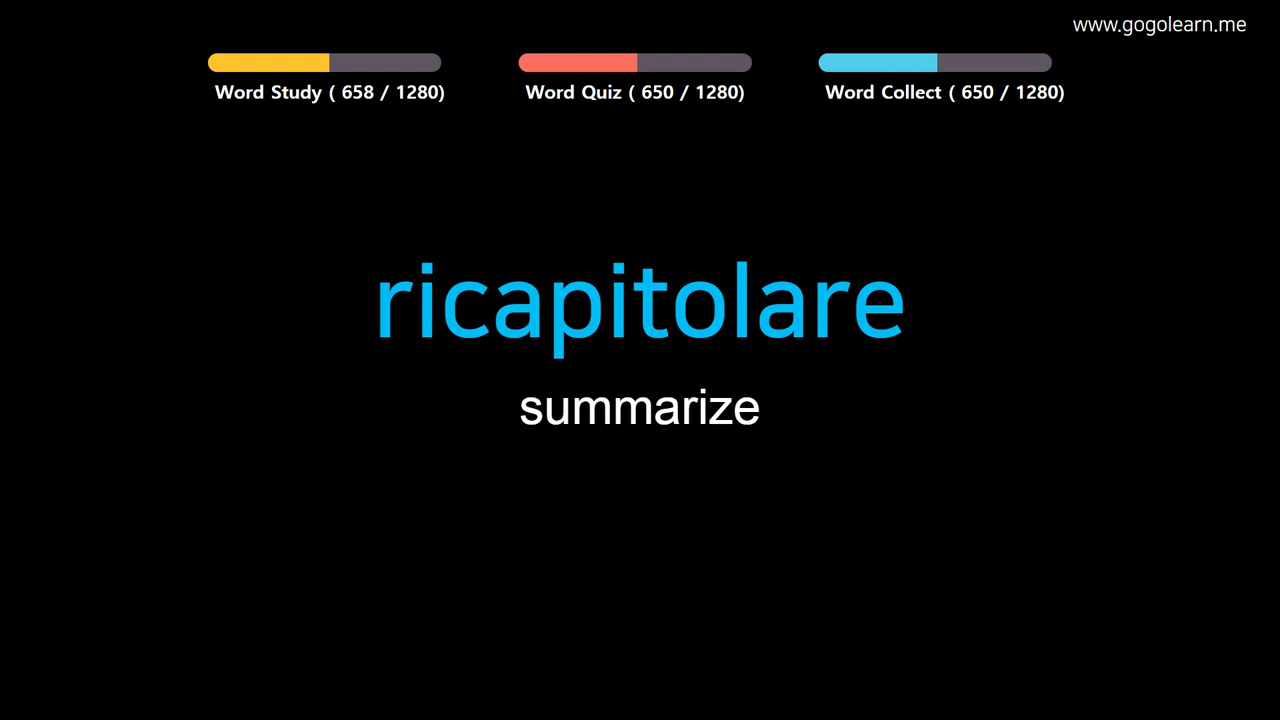 www.gogolearn.me
Word Study ( 658 / 1280)
Word Quiz ( 650 / 1280)
Word Collect ( 650 / 1280)
ricapitolare
summarize